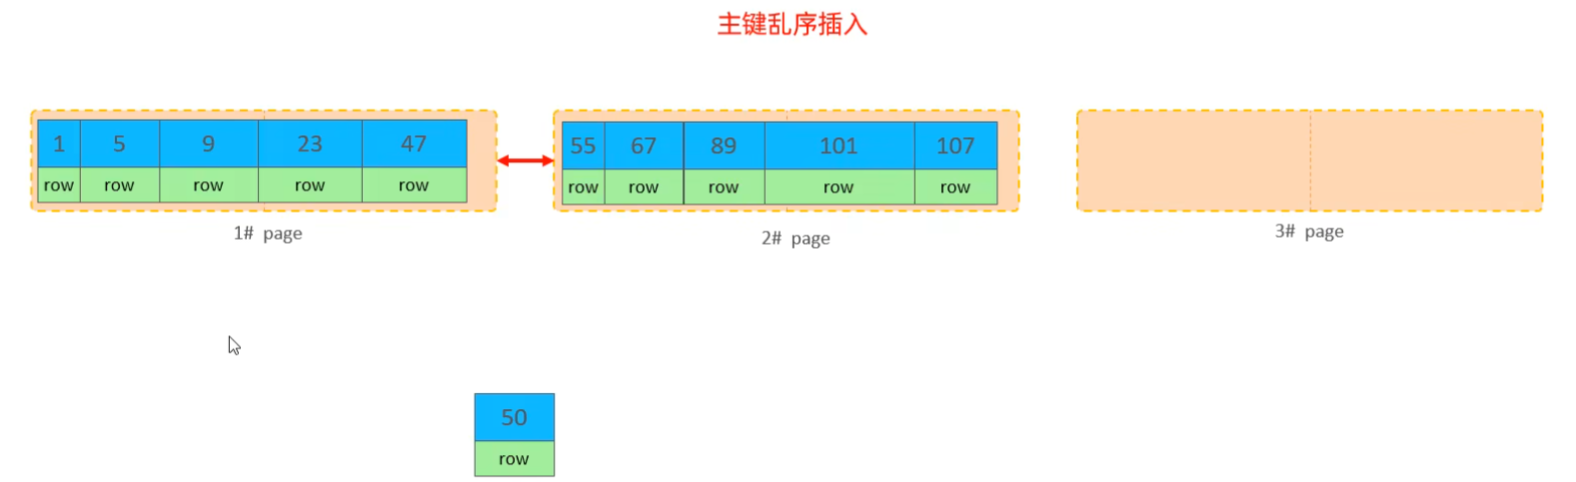 主键乱序插入
1 5 9 23 47
row row row row row
1# page
55 67 89 101 107
row row row row row
2# page
3# page
50
row